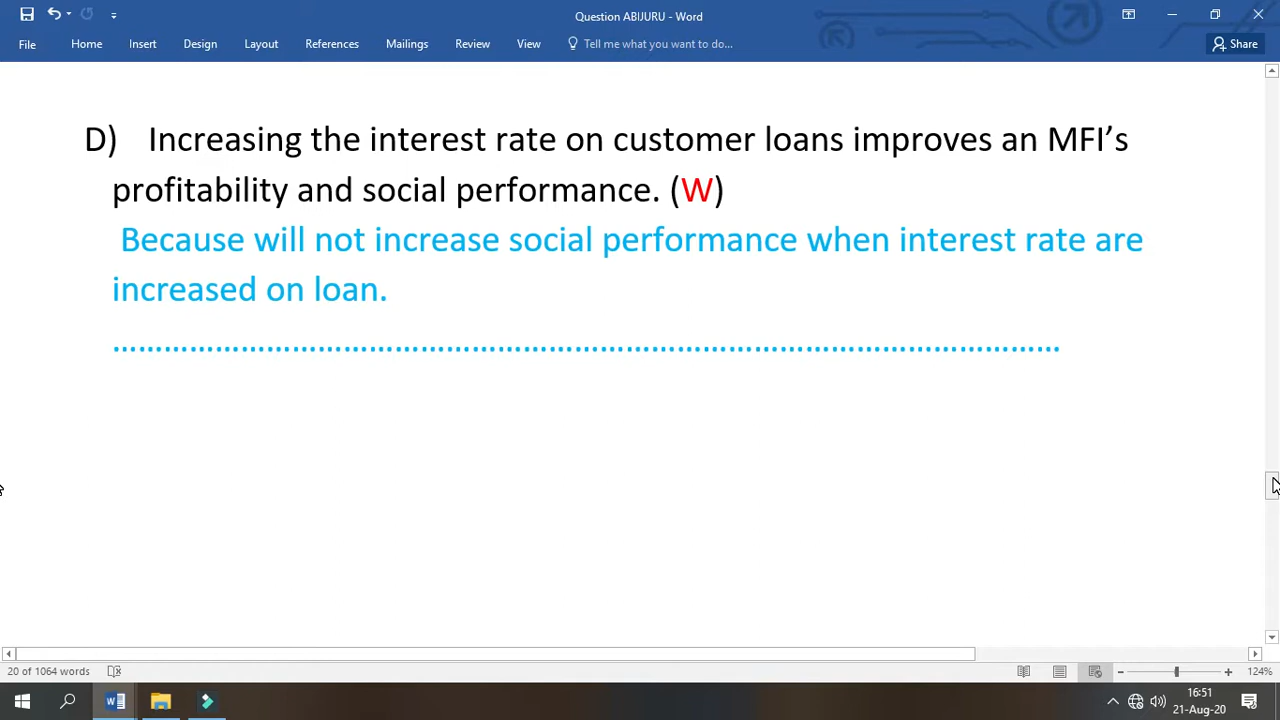 Question ABIJURU - Word
File Home Insert Design Layout References Mailings Review View Tell me what you want to do... Share
D) Increasing the interest rate on customer loans improves an MFI’s
profitability and social performance. (W)
Because will not increase social performance when interest rate are
increased on loan.
……………………………………………………………………………………………
20 of 1064 words 124%
16:51
21-Aug-20